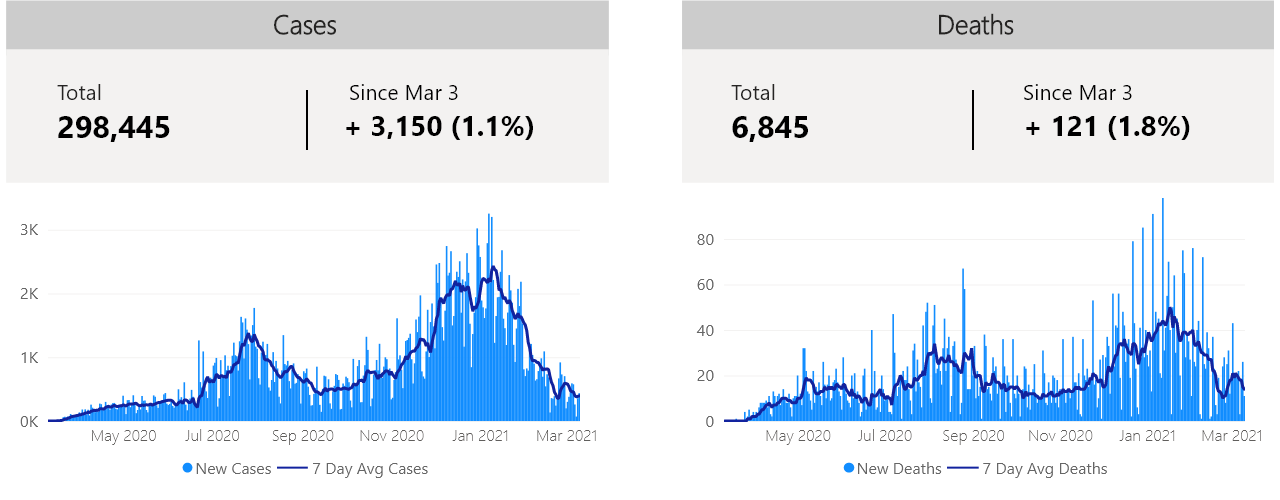 Cases
Total
298,445
Since Mar 3
+ 3,150 (1.1%)
3K
2K
1K
0K
May 2020 Jul 2020 Sep 2020 Nov 2020 Jan 2021 Mar 2021
New Cases 7 Day Avg Cases
Deaths
Total
6,845
Since Mar 3
+ 121 (1.8%)
80
60
40
20
0
May 2020 Jul 2020 Sep 2020 Nov 2020 Jan 2021 Mar 2021
New Deaths 7 Day Avg Deaths